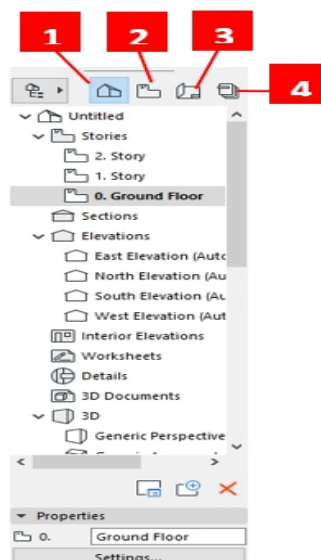 1 2 3
4
Untitled
Stories
2. Story
1. Story
0. Ground Floor
Sections
Elevations
East Elevation (Auto
North Elevation (Au
South Elevation (Au
West Elevation (Aut
Interior Elevations
Worksheets
Details
3D Documents
3D
Generic Perspective
Properties
0. Ground Floor
Settings...